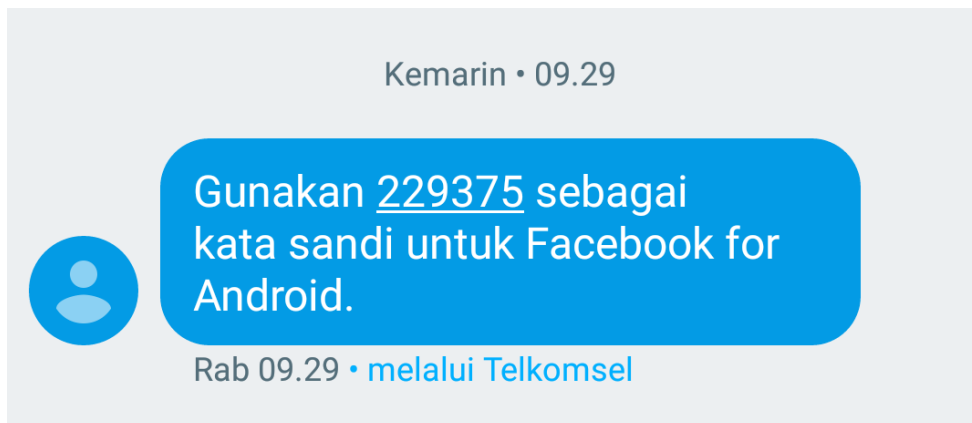 Kemarin • 09.29
Gunakan 229375 sebagai
kata sandi untuk Facebook for
Android.
Rab 09.29 • melalui Telkomsel